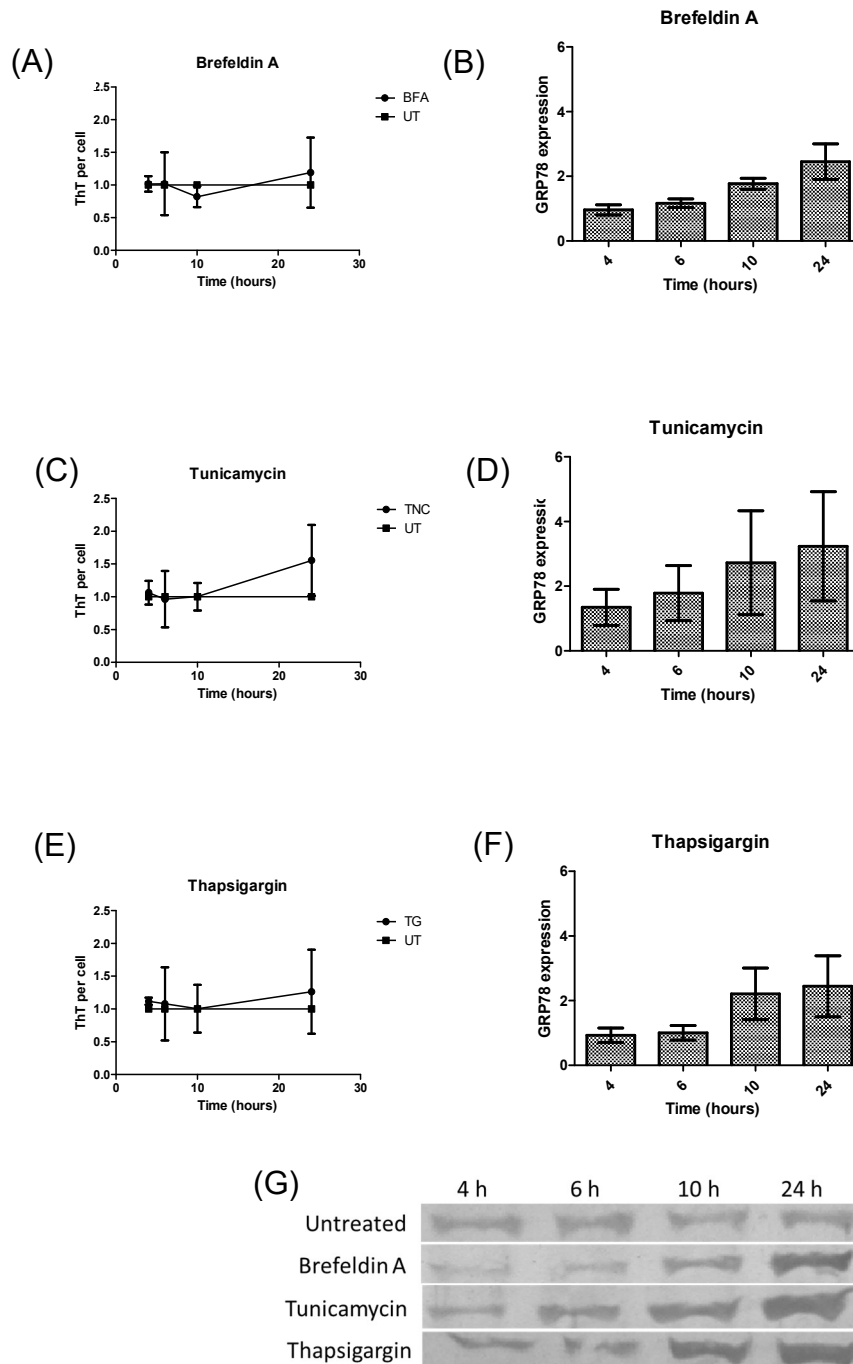 (A)
Brefeldin A
2.5
2.0
1.5
1.0
0.5
0.0
0 10 20 30
ThT per cell
Time (hours)
BFA
UT
(B)
Brefeldin A
6
4
2
0
4 6 10 24
GRP78 expression
Time (hours)
(C)
Tunicamycin
2.5
2.0
1.5
1.0
0.5
0.0
0 10 20 30
ThT per cell
Time (hours)
TNC
UT
(D)
Tunicamycin
6
4
2
0
4 6 10 24
GRP78 expression
Time (hours)
(E)
Thapsigargin
2.5
2.0
1.5
1.0
0.5
0.0
0 10 20 30
ThT per cell
Time (hours)
TG
UT
(F)
Thapsigargin
6
4
2
0
4 6 10 24
GRP78 expression
Time (hours)
(G)
4 h 6 h 10 h 24 h
Untreated
Brefeldin A
Tunicamycin
Thapsigargin